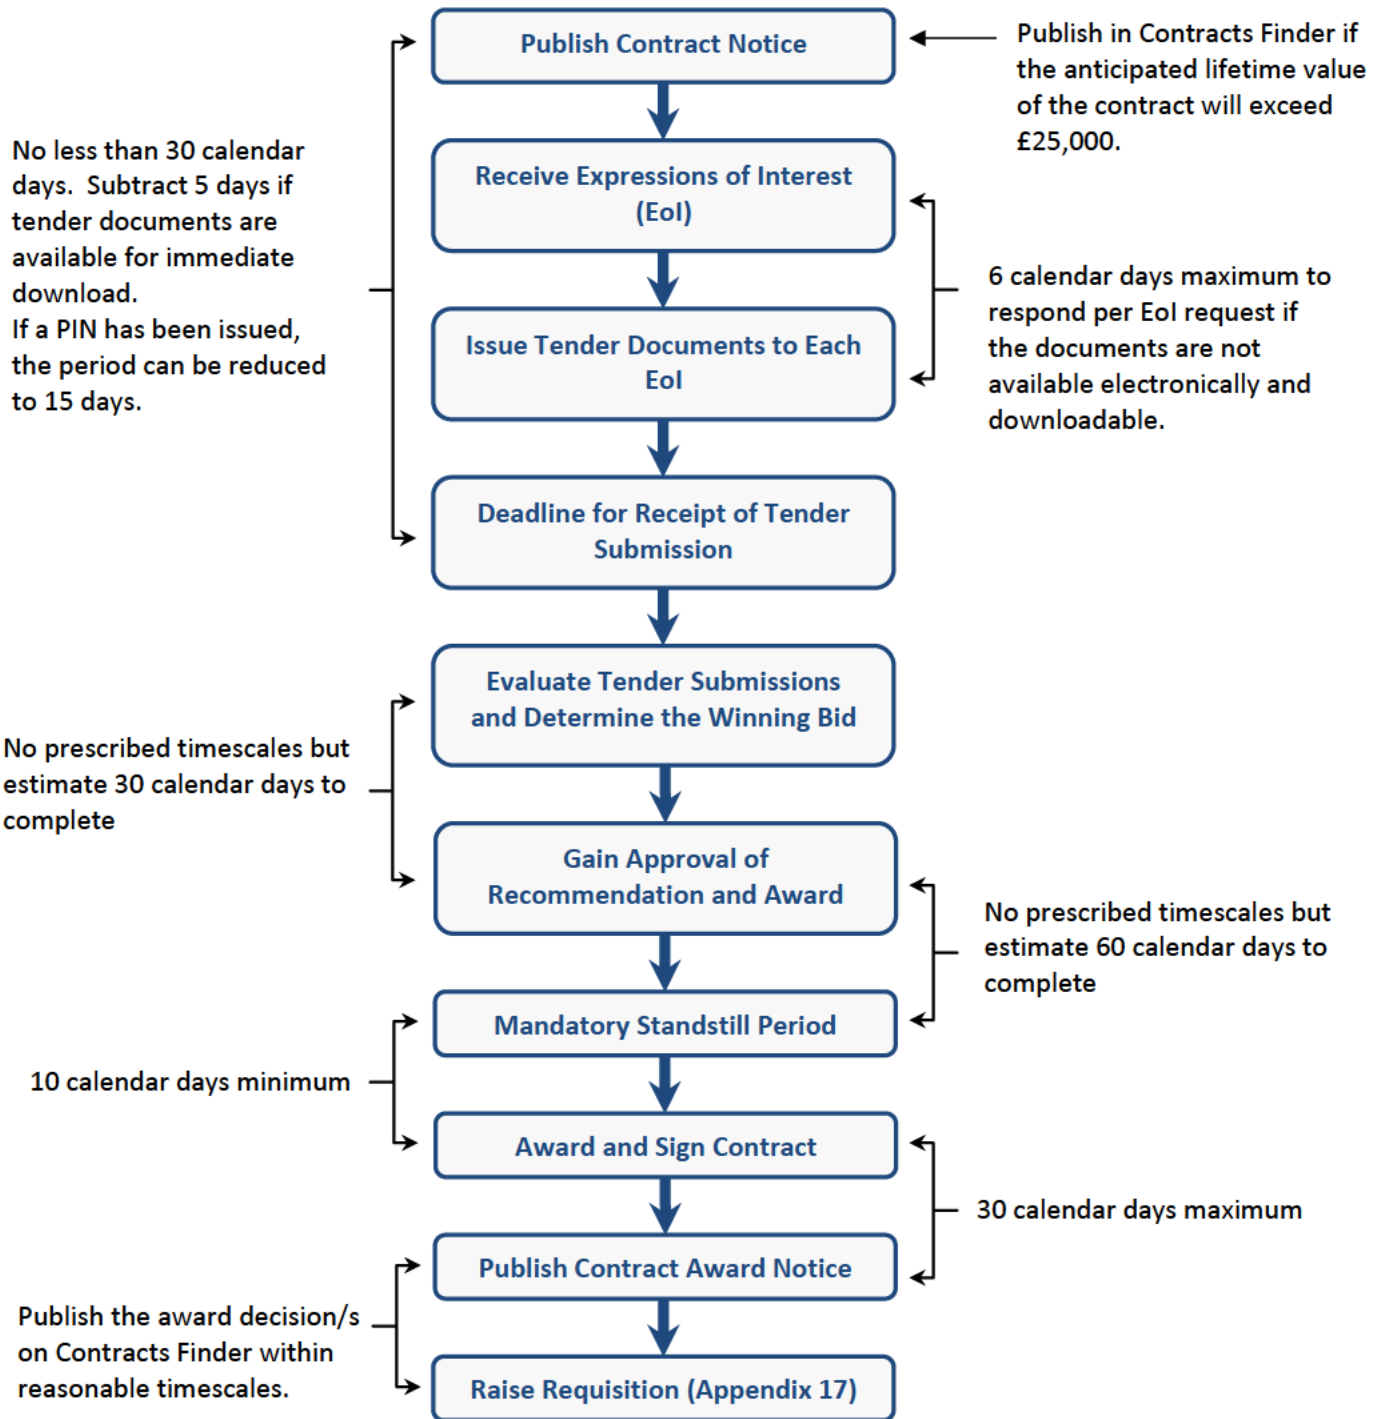 Publish Contract Notice
Publish in Contracts Finder if
the anticipated lifetime value
of the contract will exceed
£25,000.
No less than 30 calendar
days. Subtract 5 days if
tender documents are
available for immediate
download.
If a PIN has been issued,
the period can be reduced
to 15 days.
Receive Expressions of Interest
(EoI)
6 calendar days maximum to
respond per EoI request if
the documents are not
available electronically and
downloadable.
Issue Tender Documents to Each
EoI
Deadline for Receipt of Tender
Submission
Evaluate Tender Submissions
and Determine the Winning Bid
No prescribed timescales but
estimate 30 calendar days to
complete
Gain Approval of
Recommendation and Award
No prescribed timescales but
estimate 60 calendar days to
complete
Mandatory Standstill Period
10 calendar days minimum
Award and Sign Contract
30 calendar days maximum
Publish Contract Award Notice
Publish the award decision/s
on Contracts Finder within
reasonable timescales.
Raise Requisition (Appendix 17)